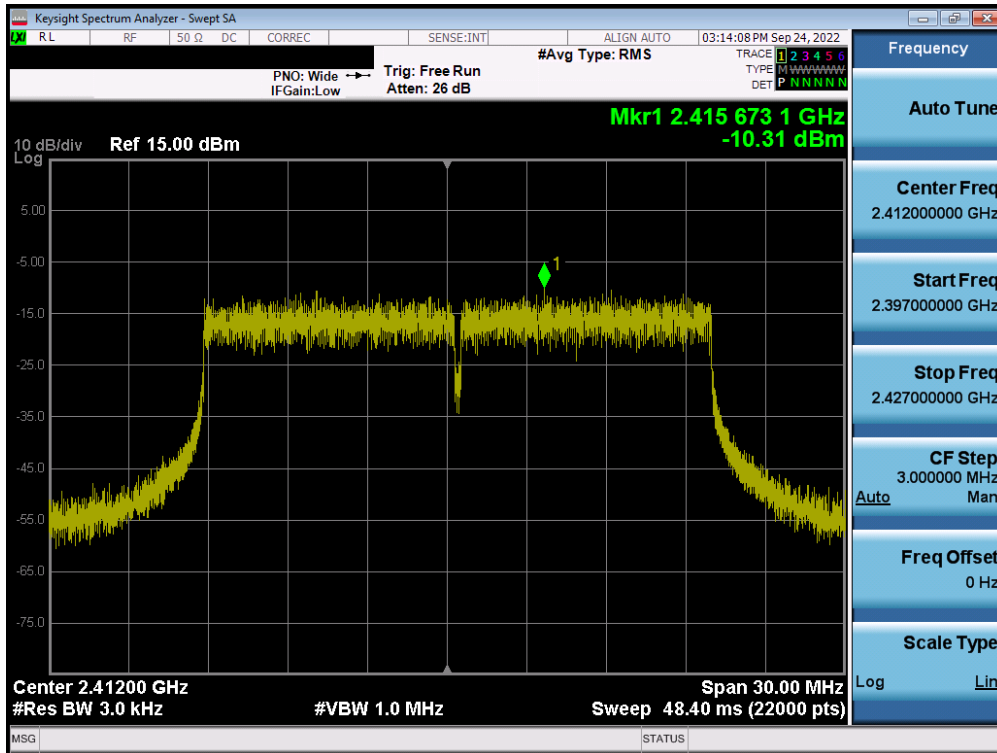 Keysight Spectrum Analyzer - Swept SA
LXI RL RF 50 Ω DC CORREC SENSE:INT ALIGN AUTO 03:14:08 PM Sep 24, 2022
PNO: Wide
IFGain:Low
Trig: Free Run
Atten: 26 dB
#Avg Type: RMS
TRACE 1 2 3 4 5 6
TYPE M WWWWW
DET P N N N N N
Mkr1 2.415 673 1 GHz
-10.31 dBm
10 dB/div Ref 15.00 dBm
Log
5.00
-5.00
1
-15.0
-25.0
-35.0
-45.0
-55.0
-65.0
-75.0
Center 2.41200 GHz Span 30.00 MHz
#Res BW 3.0 kHz #VBW 1.0 MHz Sweep 48.40 ms (22000 pts)
MSG STATUS
Frequency
Auto Tune
Center Freq
2.412000000 GHz
Start Freq
2.397000000 GHz
Stop Freq
2.427000000 GHz
CF Step
3.000000 MHz
Auto Man
Freq Offset
0 Hz
Scale Type
Log Lin